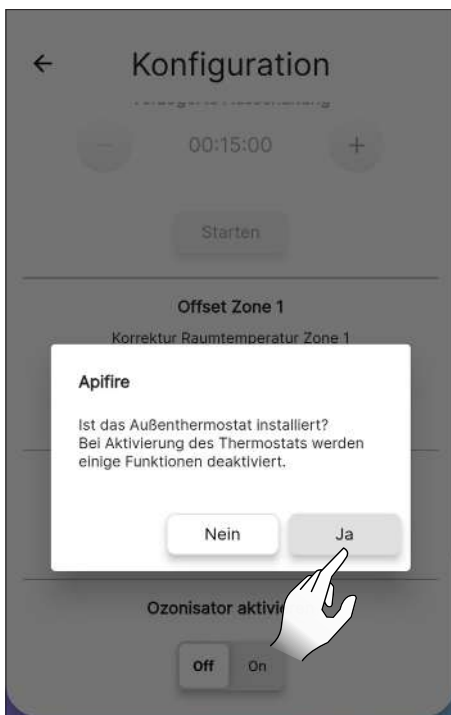 Konfiguration
00:15:00
Starten
Offset Zone 1
Korrektur Raumtemperatur Zone 1
Apifire
Ist das Außenthermostat installiert?
Bei Aktivierung des Thermostats werden
einige Funktionen deaktiviert.
Nein Ja
Ozonisator
Off On